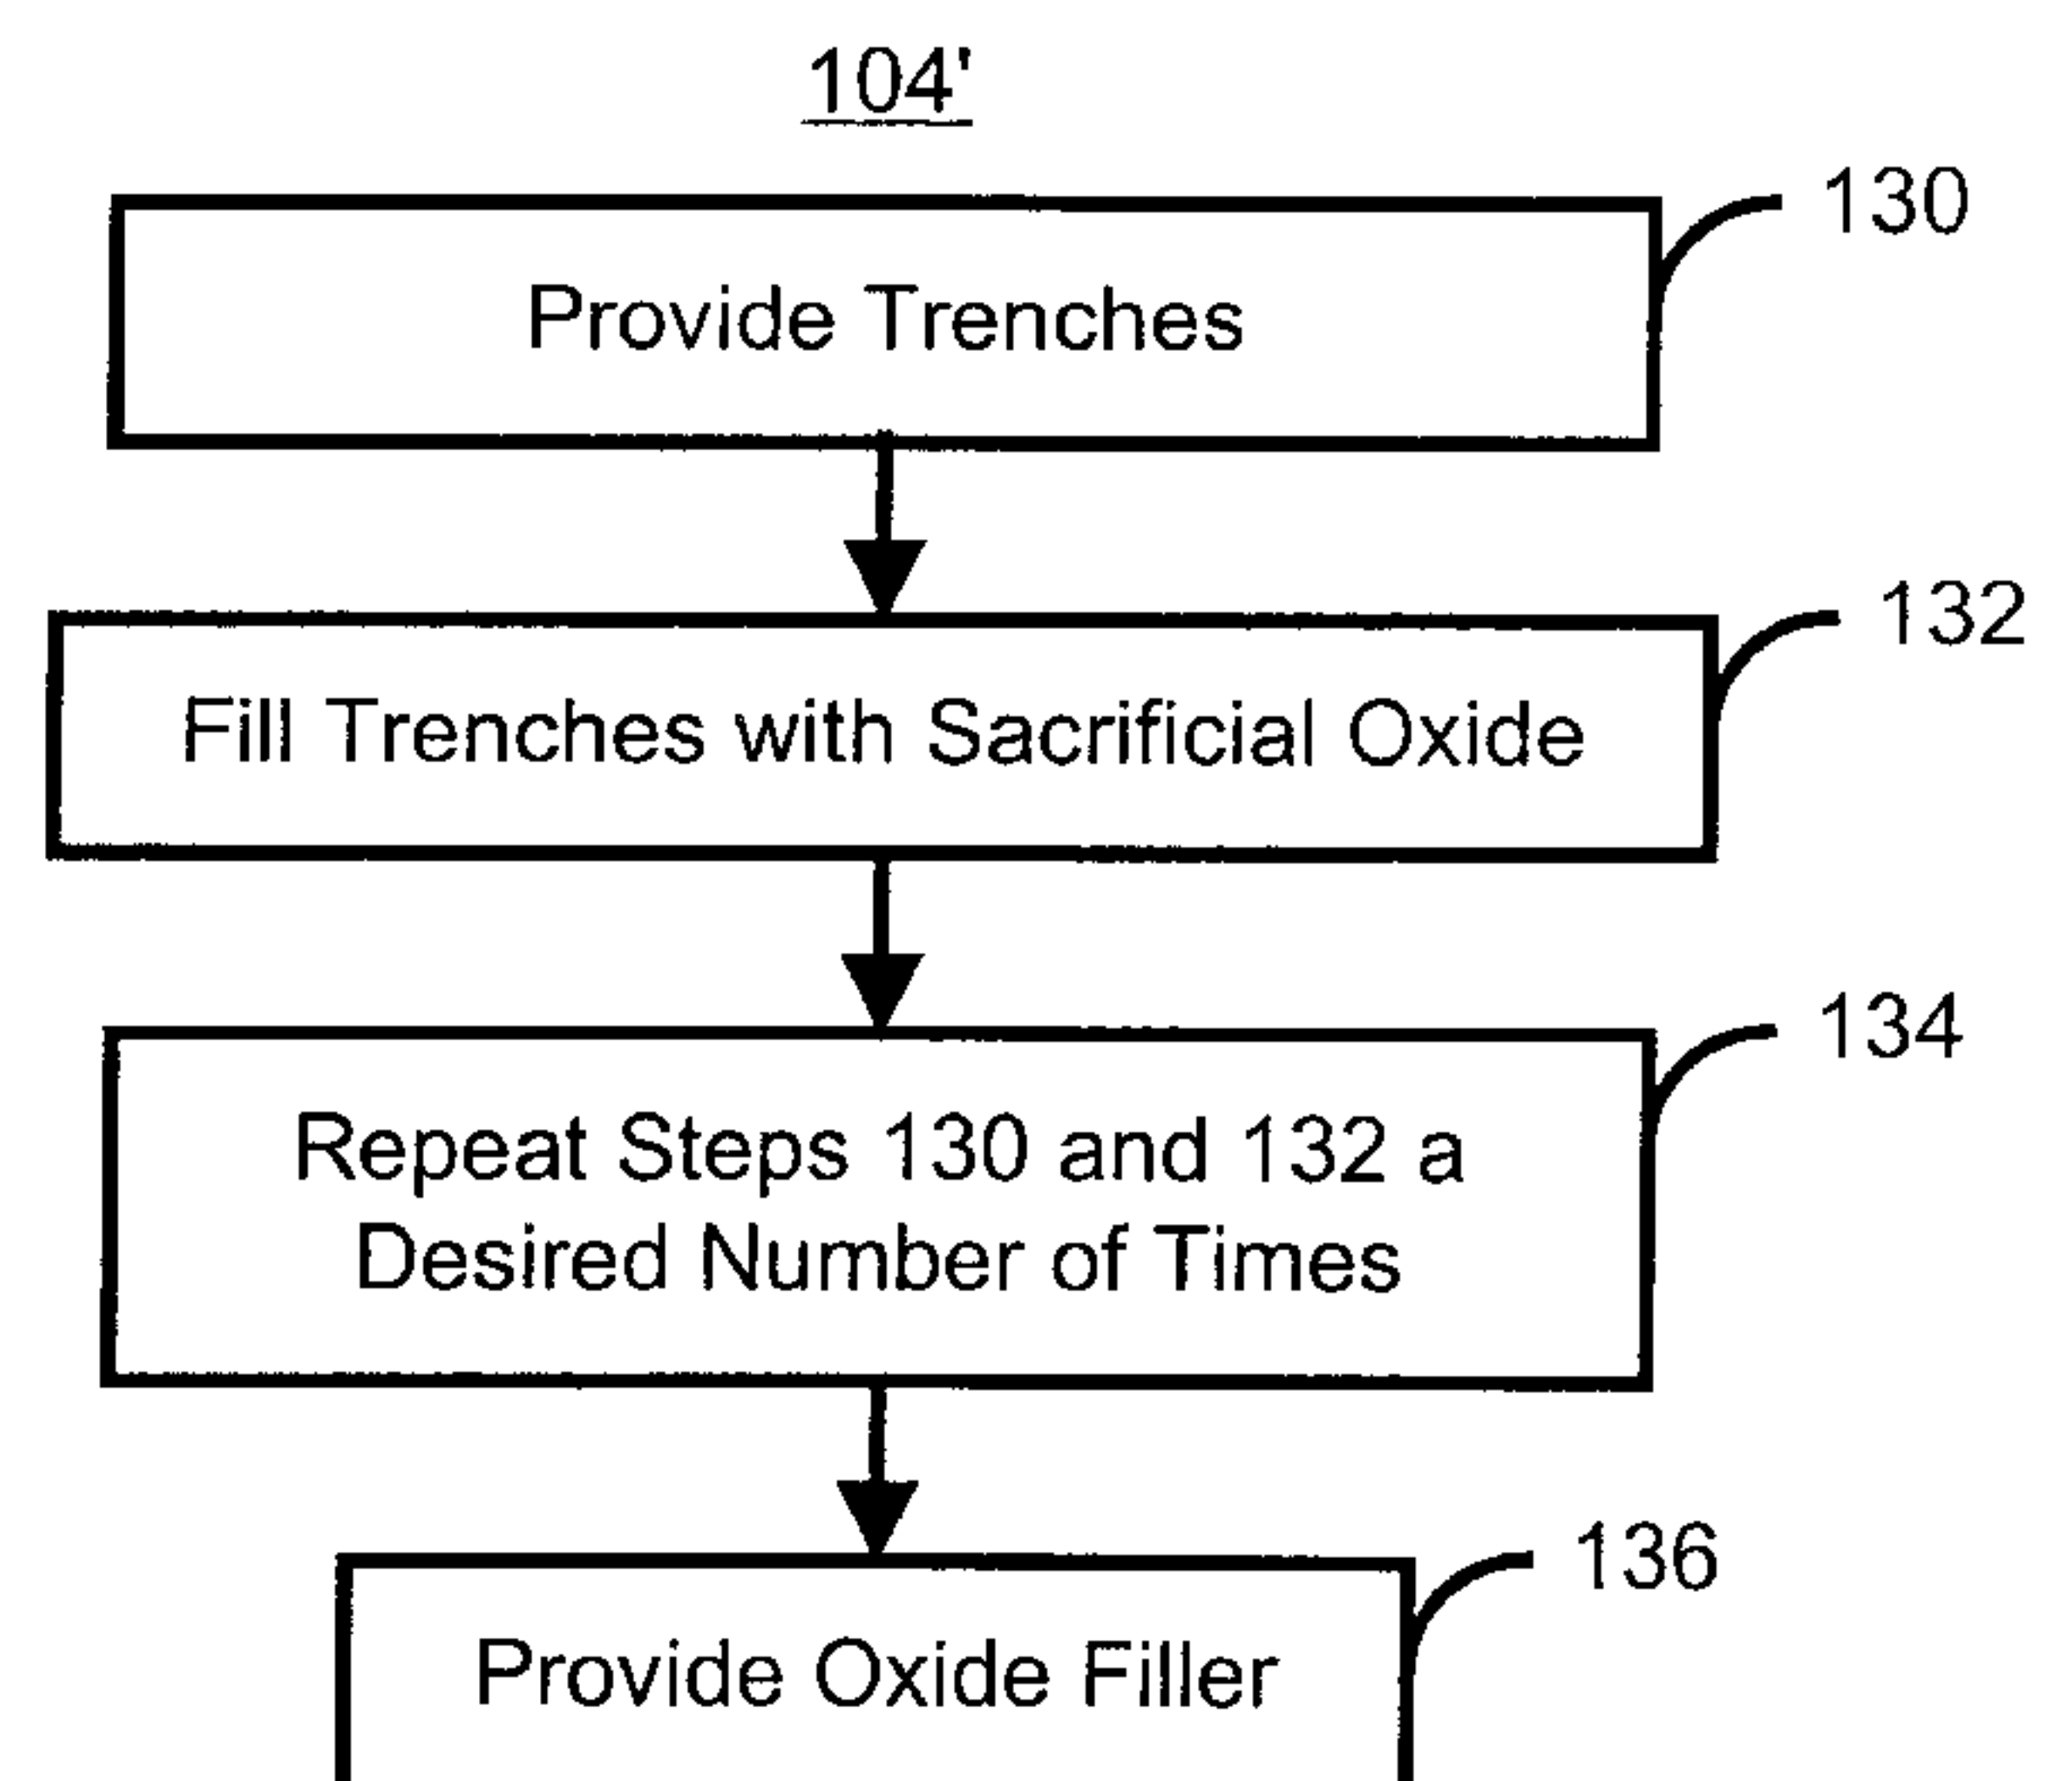 104'
130
Provide Trenches
132
Fill Trenches with Sacrificial Oxide
134
Repeat Steps 130 and 132 a
Desired Number of Times
136
Provide Oxide Filler